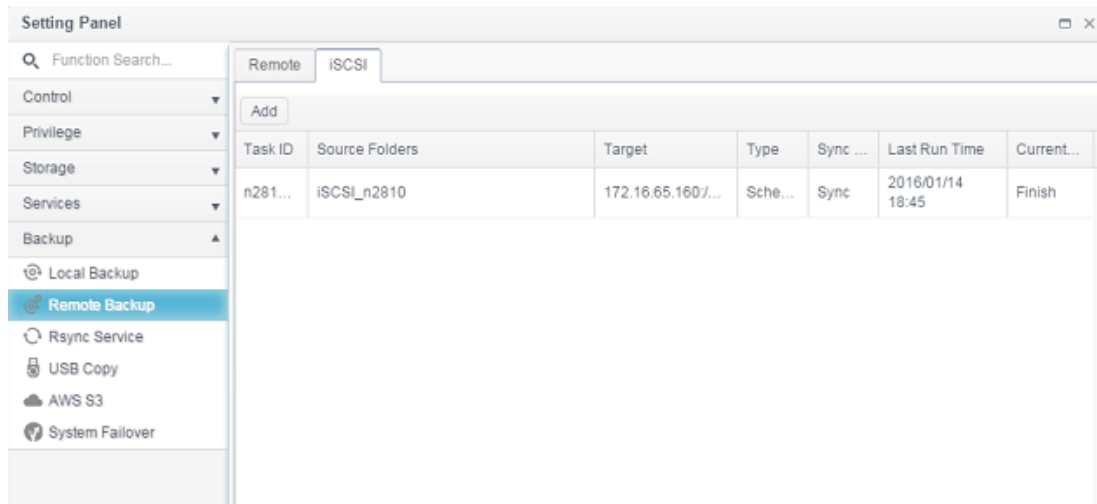 Setting Panel
Function Search...
Control
Privilege
Storage
Services
Backup
Local Backup
Remote Backup
Rsync Service
USB Copy
AWS S3
System Failover
Remote iSCSI
Add
Task ID Source Folders Target Type Sync ... Last Run Time Current...
n281... iSCSI_n2810 172.16.65.160:/... Sche... Sync 2016/01/14 18:45 Finish